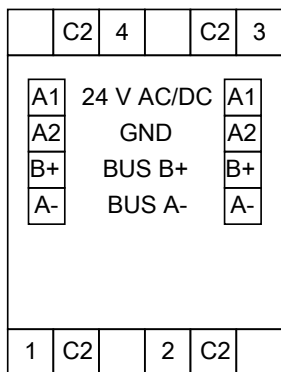 C2 4 C2 3
A1 24 V AC/DC A1
A2 GND A2
B+ BUS B+ B+
A- BUS A- A-
1 C2 2 C2